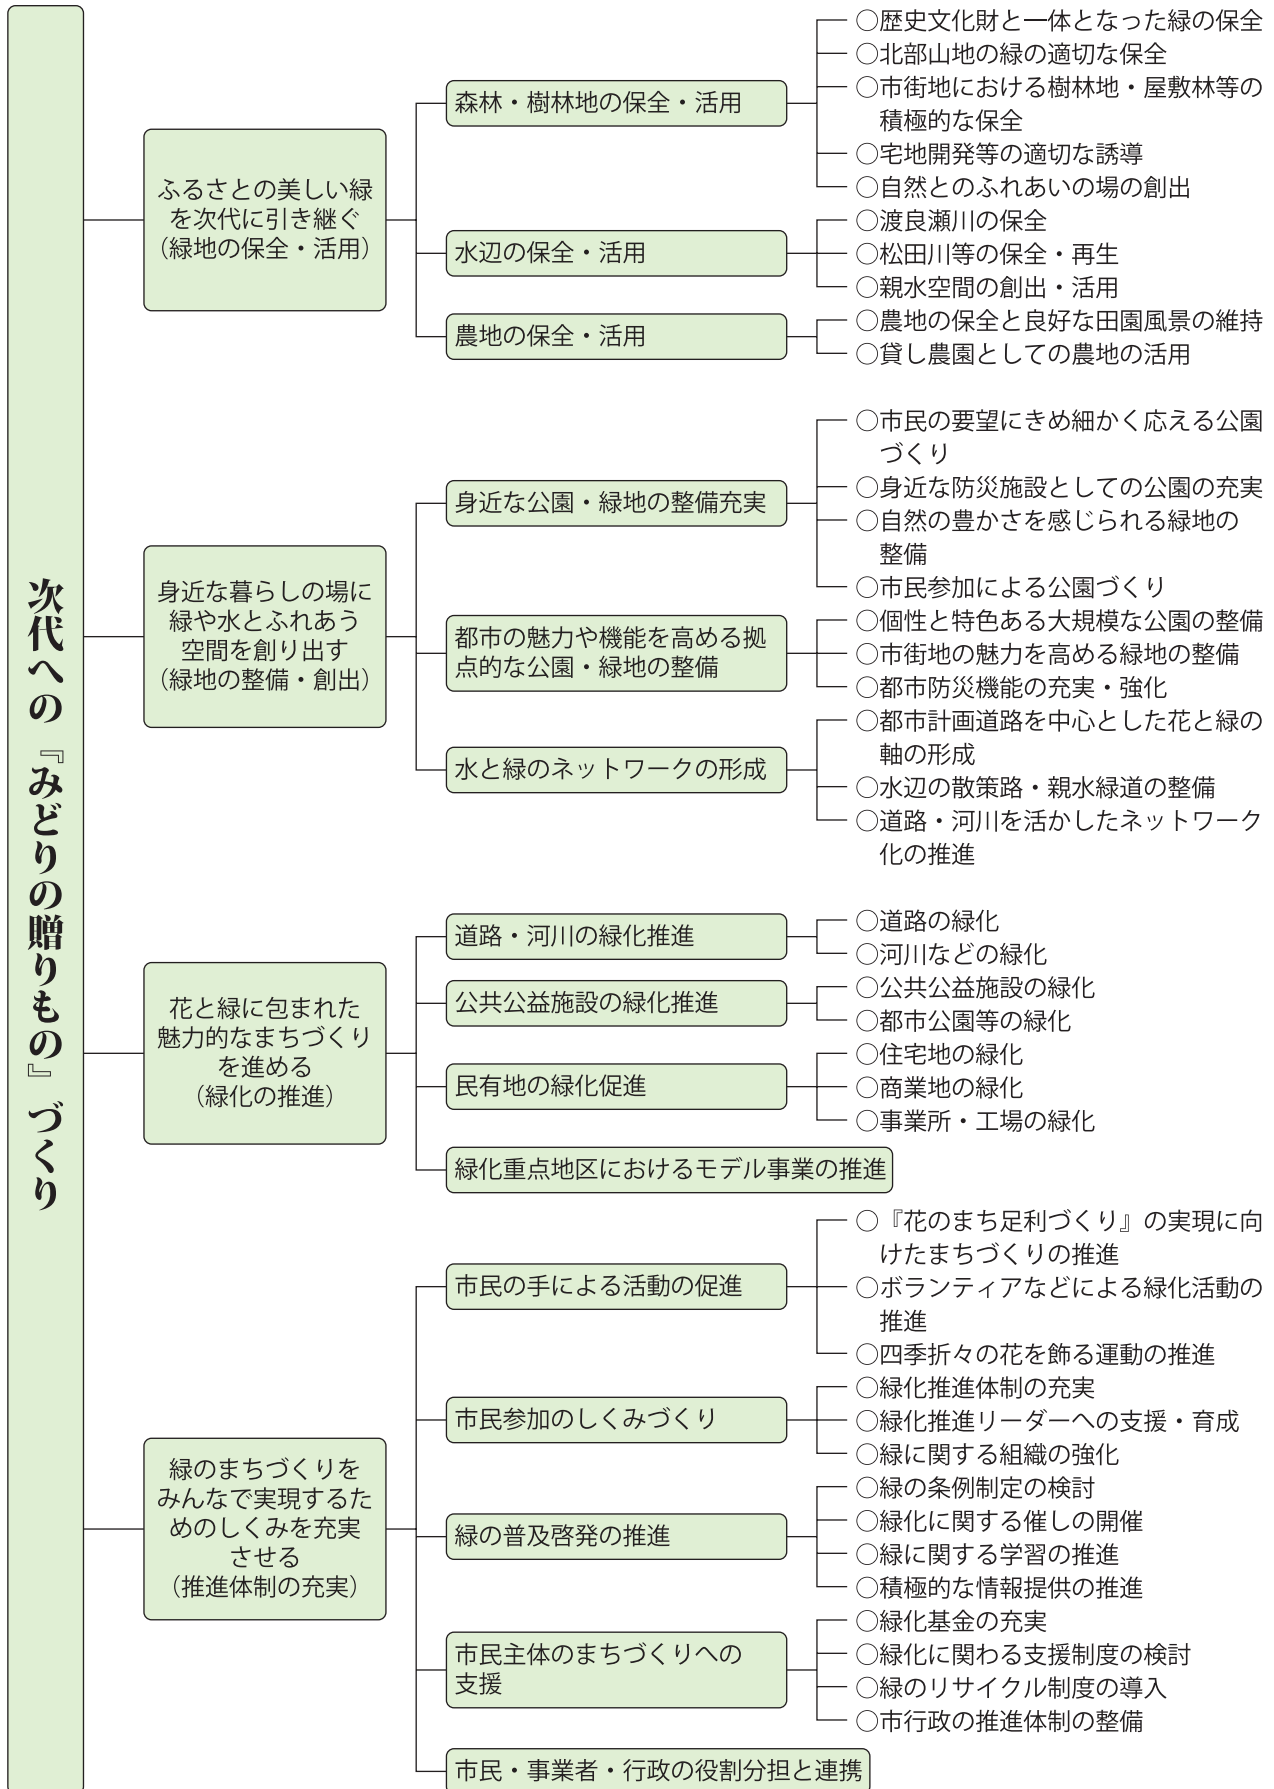 次代への『みどりの贈りもの』づくり
ふるさとの美しい緑
を次代に引き継ぐ
（緑地の保全・活用）
森林・樹林地の保全・活用
○歴史文化財と一体となった緑の保全
○北部山地の緑の適切な保全
○市街地における樹林地・屋敷林等の
積極的な保全
○宅地開発等の適切な誘導
○自然とのふれあいの場の創出
水辺の保全・活用
○渡良瀬川の保全
○松田川等の保全・再生
○親水空間の創出・活用
農地の保全・活用
○農地の保全と良好な田園風景の維持
○貸し農園としての農地の活用
身近な暮らしの場に
緑や水とふれあう
空間を創り出す
（緑地の整備・創出）
身近な公園・緑地の整備充実
○市民の要望にきめ細かく応える公園
づくり
○身近な防災施設としての公園の充実
○自然の豊かさを感じられる緑地の
整備
○市民参加による公園づくり
都市の魅力や機能を高める拠
点的な公園・緑地の整備
○個性と特色ある大規模な公園の整備
○市街地の魅力を高める緑地の整備
○都市防災機能の充実・強化
水と緑のネットワークの形成
○都市計画道路を中心とした花と緑の
軸の形成
○水辺の散策路・親水緑道の整備
○道路・河川を活かしたネットワーク
化の推進
花と緑に包まれた
魅力的なまちづくり
を進める
（緑化の推進）
道路・河川の緑化推進
○道路の緑化
○河川などの緑化
公共公益施設の緑化推進
○公共公益施設の緑化
○都市公園等の緑化
民有地の緑化促進
○住宅地の緑化
○商業地の緑化
○事業所・工場の緑化
緑化重点地区におけるモデル事業の推進
緑のまちづくりを
みんなで実現するた
めのしくみを充実
させる
（推進体制の充実）
市民の手による活動の促進
○『花のまち足利づくり』の実現に向
けたまちづくりの推進
○ボランティアなどによる緑化活動の
推進
○四季折々の花を飾る運動の推進
市民参加のしくみづくり
○緑化推進体制の充実
○緑化推進リーダーへの支援・育成
○緑に関する組織の強化
緑の普及啓発の推進
○緑の条例制定の検討
○緑化に関する催しの開催
○緑に関する学習の推進
○積極的な情報提供の推進
市民主体のまちづくりへの
支援
○緑化基金の充実
○緑化に関わる支援制度の検討
○緑のリサイクル制度の導入
○市行政の推進体制の整備
市民・事業者・行政の役割分担と連携